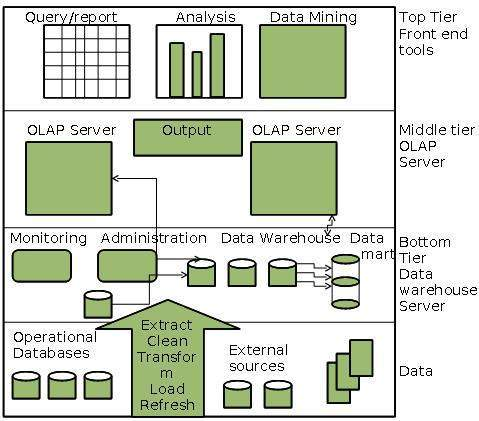 Query/report
Analysis
Data Mining
Top Tier
Front end
tools
OLAP Server
Output
OLAP Server
Middle tier
OLAP
Server
Monitoring
Administration
Data Warehouse
Data
mart
Bottom
Tier
Data
warehouse
Server
Operational
Databases
Extract
Clean
Transfor
m
Load
Refresh
External
sources
Data